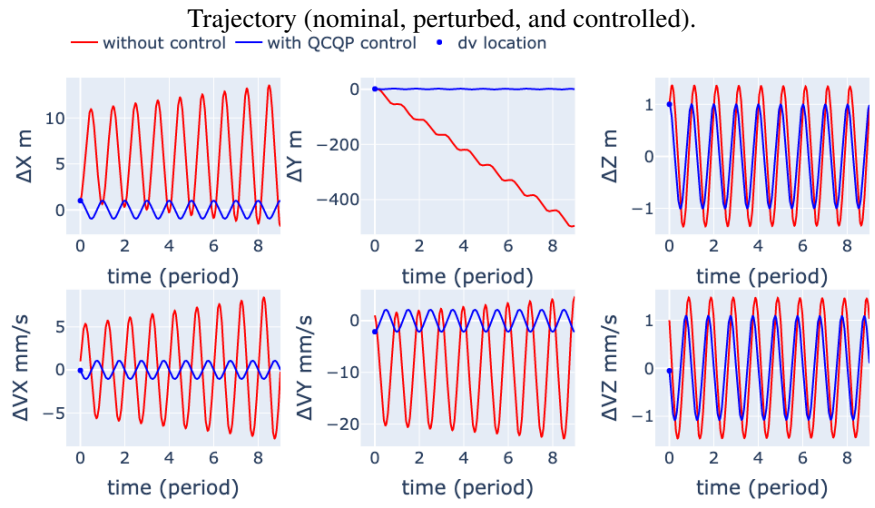 Trajectory (nominal, perturbed, and controlled).
without control with QCQP control dv location
ΔX m
10
5
0
0 2 4 6 8
time (period)
ΔY m
0
−200
−400
0 2 4 6 8
time (period)
ΔZ m
1
0
−1
0 2 4 6 8
time (period)
ΔVX mm/s
5
0
−5
0 2 4 6 8
time (period)
ΔVY mm/s
0
−10
−20
0 2 4 6 8
time (period)
ΔVZ mm/s
1
0
−1
0 2 4 6 8
time (period)